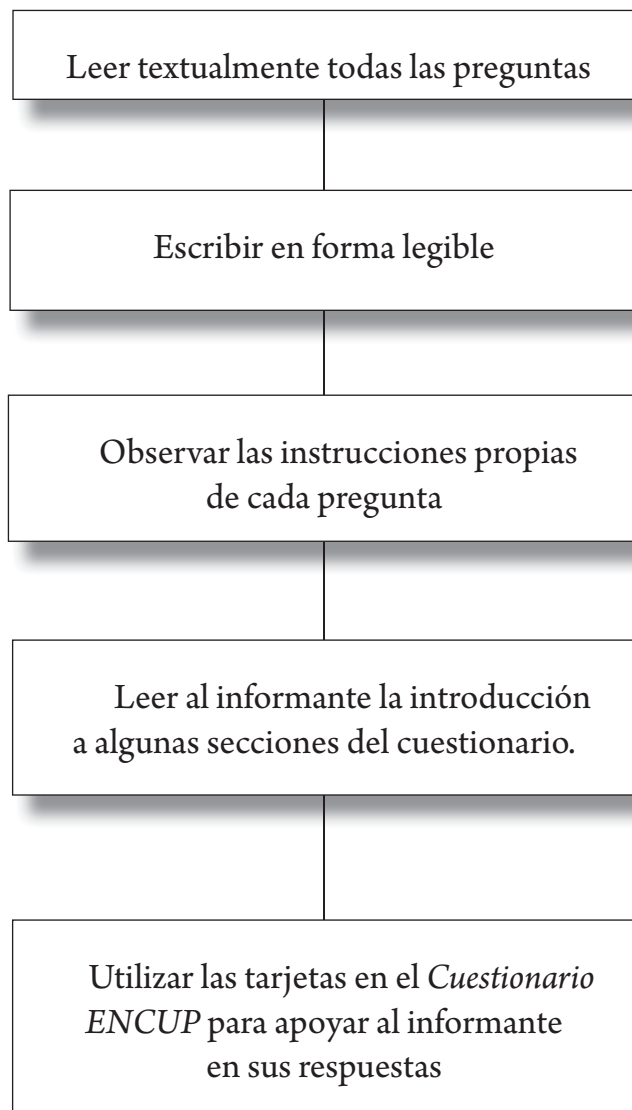 Leer textualmente todas las preguntas
Escribir en forma legible
Observar las instrucciones propias
de cada pregunta
Leer al informante la introducción
a algunas secciones del cuestionario.
Utilizar las tarjetas en el Cuestionario
ENCUP para apoyar al informante
en sus respuestas